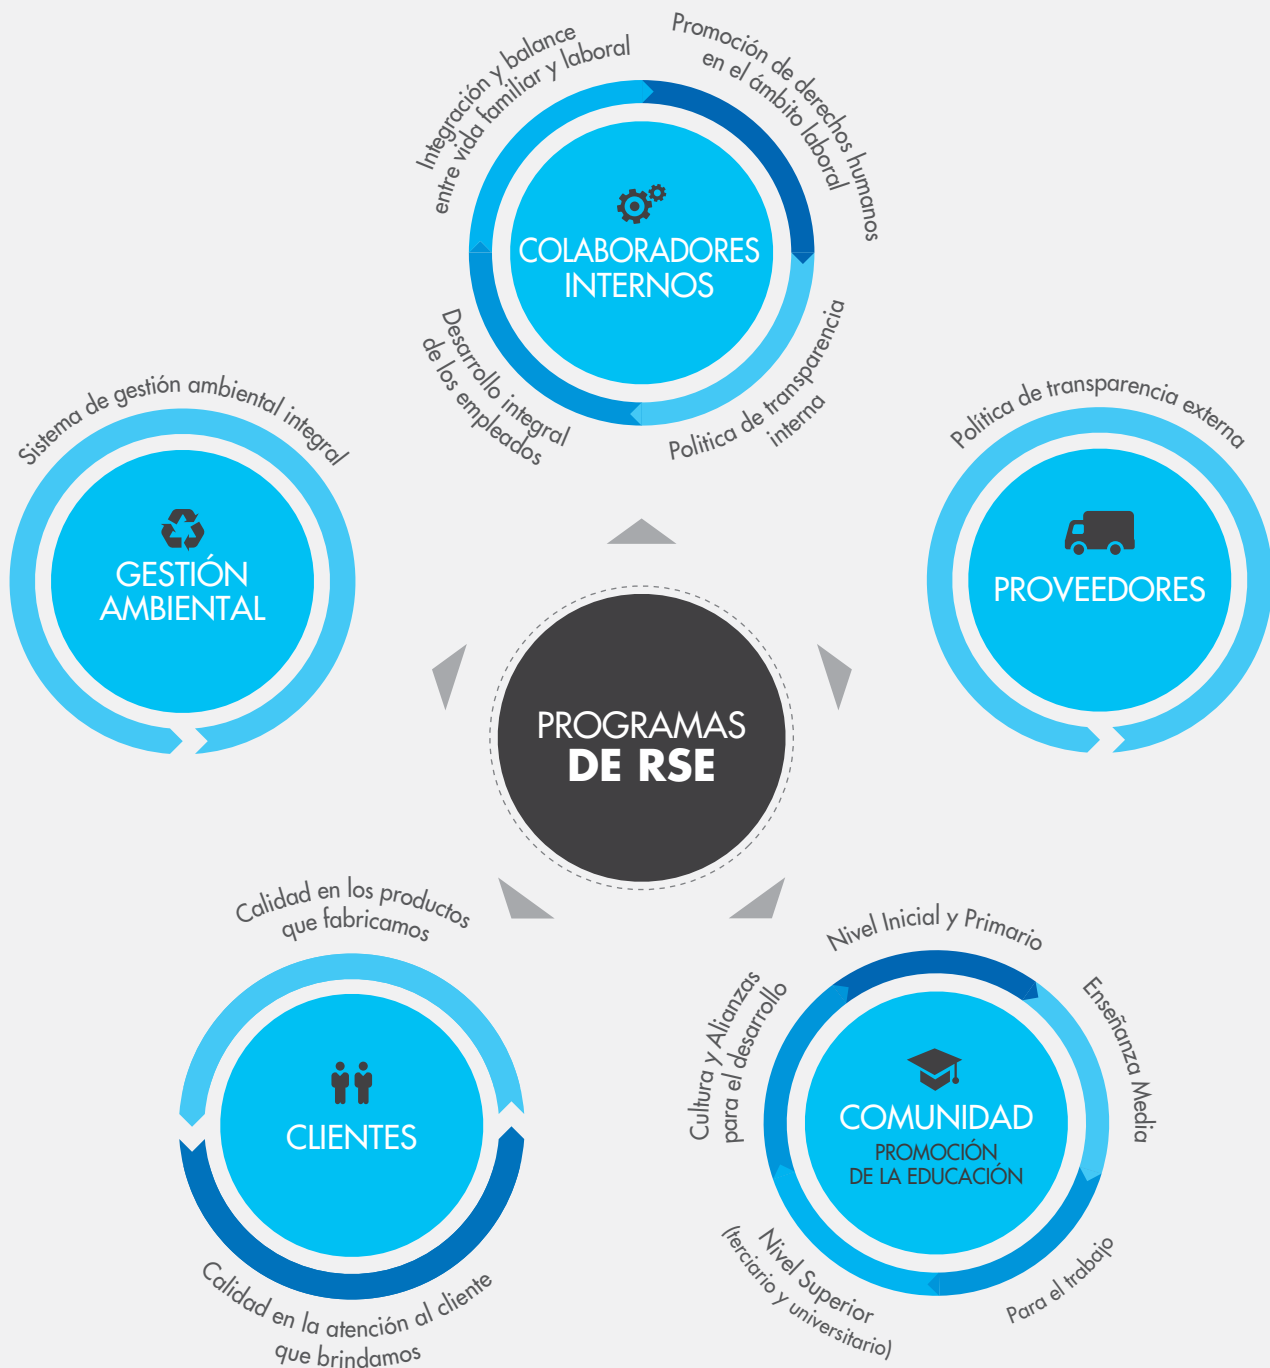 Integración y balance
entre vida familiar y laboral
Promoción de derechos humanos
en el ámbito laboral
COLABORADORES
INTERNOS
Desarrollo integral
de los empleados
Política de transparencia
interna
Sistema de gestión ambiental integral
GESTIÓN
AMBIENTAL
Política de transparencia externa
PROVEEDORES
PROGRAMAS
DE RSE
Calidad en los productos
que fabricamos
CLIENTES
Calidad en la atención al cliente
que brindamos
Nivel Inicial y Primario
Enseñanza Media
Cultura y Alianzas
para el desarrollo
COMUNIDAD
PROMOCIÓN
DE LA EDUCACIÓN
Nivel Superior
(terciario y universitario)
Para el trabajo